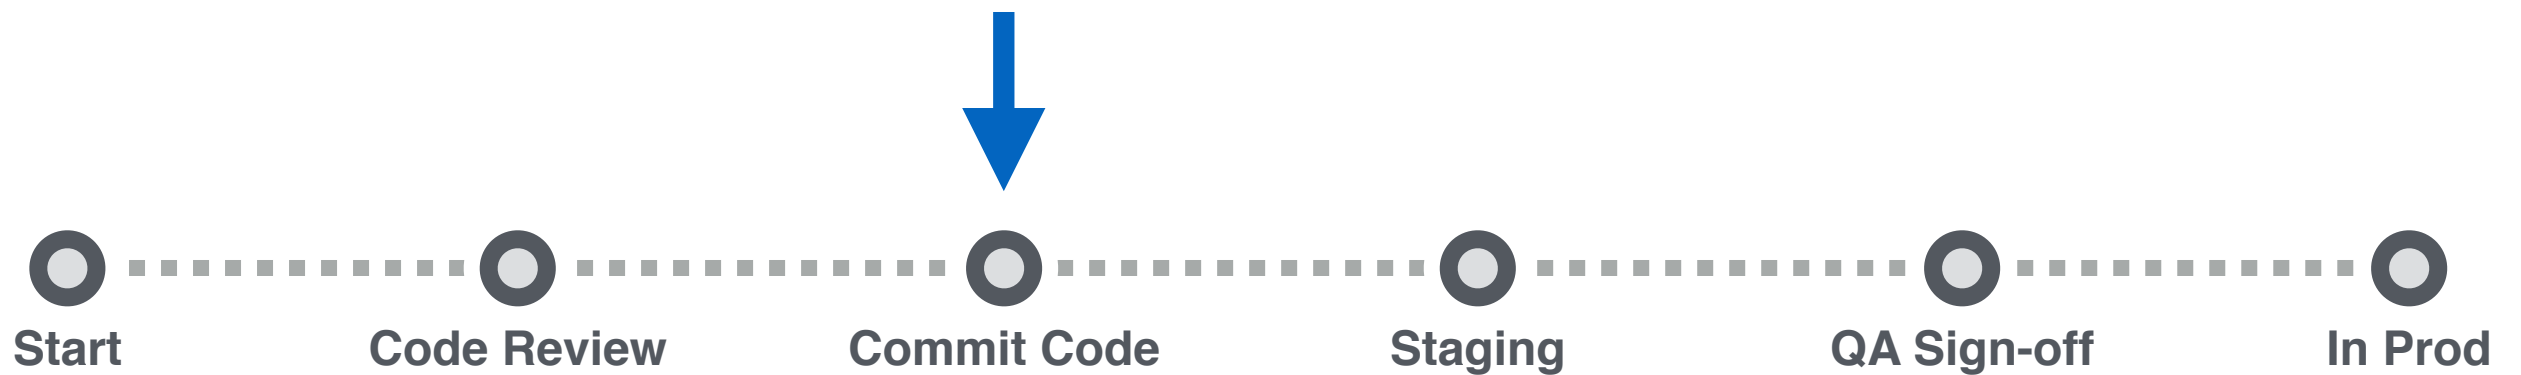 Start
Code Review
Commit Code
Staging
QA Sign-off
In Prod